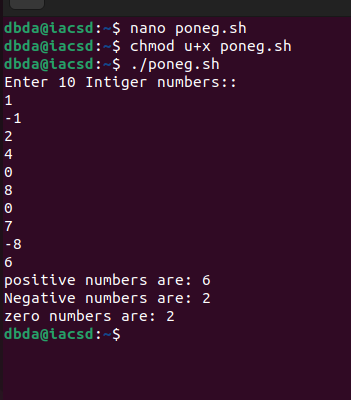 dbda@iacsd:~$ nano poneg.sh
dbda@iacsd:~$ chmod u+x poneg.sh
dbda@iacsd:~$ ./poneg.sh
Enter 10 Intiger numbers::
1
-1
2
4
0
8
0
7
-8
6
positive numbers are: 6
Negative numbers are: 2
zero numbers are: 2
dbda@iacsd:~$